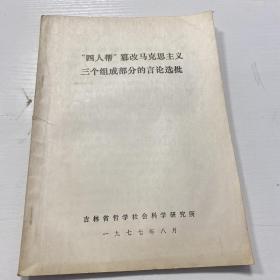 “四人帮”篡改马克思主义
三个组成部分的言论选批
吉林省哲学社会科学研究所
一九七七年八月